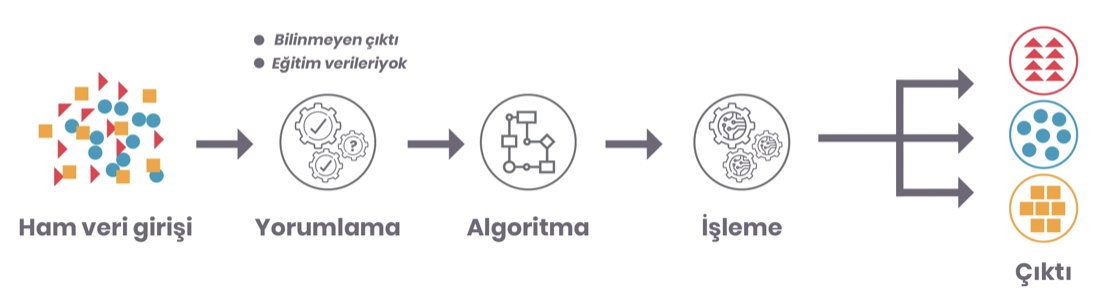 Bilinmeyen çıktı
Eğitim verileriyok
?
Ham veri girişi
Yorumlama
Algoritma
İşleme
Çıktı